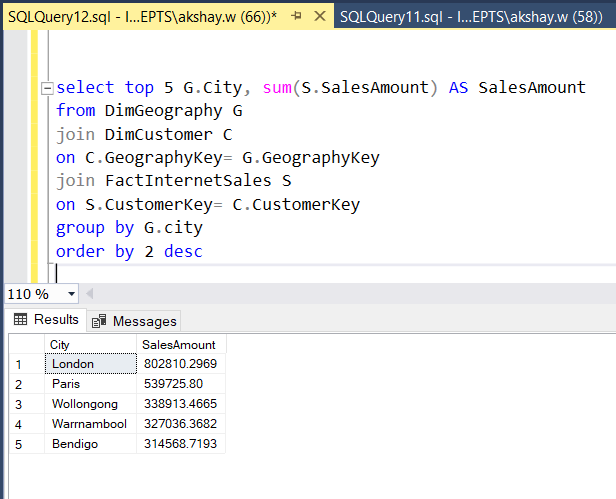 SQLQuery12.sql - I...EPTS\akshay.w (66))* SQLQuery11.sql - I...EPTS\akshay.w (58))
select top 5 G.City, sum(S.SalesAmount) AS SalesAmount
from DimGeography G
join DimCustomer C
on C.GeographyKey= G.GeographyKey
join FactInternetSales S
on S.CustomerKey= C.CustomerKey
group by G.city
order by 2 desc
110 %
Results Messages
City SalesAmount
1 London 802810.2969
2 Paris 539725.80
3 Wollongong 338913.4665
4 Warrnambool 327036.3682
5 Bendigo 314568.7193